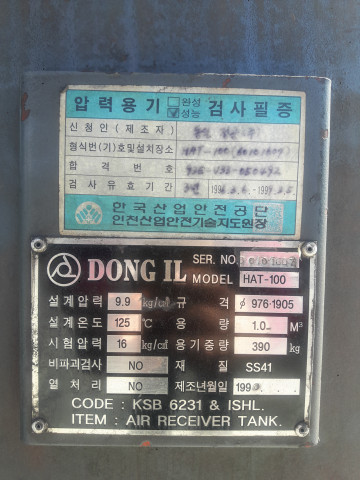 압력용기 □완성 ☑성능 검사필증
신청인(제조자)
형식번(기)호및설치장소 HAT-100
합격번호
검사유효기간 3년
한국산업안전공단
인천산업안전기술지도원장
DONG IL
SER. NO.
MODEL HAT-100
설계압력 9.9 kg/㎠ 규격 ∮976·1905
설계온도 125 ℃ 용량 1.0 M³
시험압력 16 kg/㎠ 용기중량 390 kg
비파괴검사 NO 재질 SS41
열처리 NO 제조년월일
CODE : KSB 6231 & ISHL.
ITEM : AIR RECEIVER TANK.